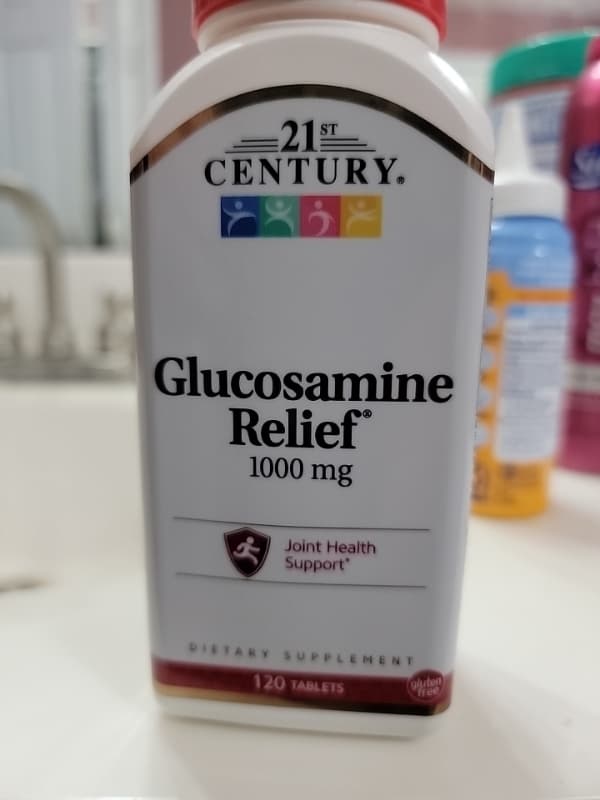 21ST
CENTURY®
Glucosamine
Relief®
1000 mg
Joint Health
Support*
DIETARY SUPPLEMENT
120 TABLETS
gluten
free